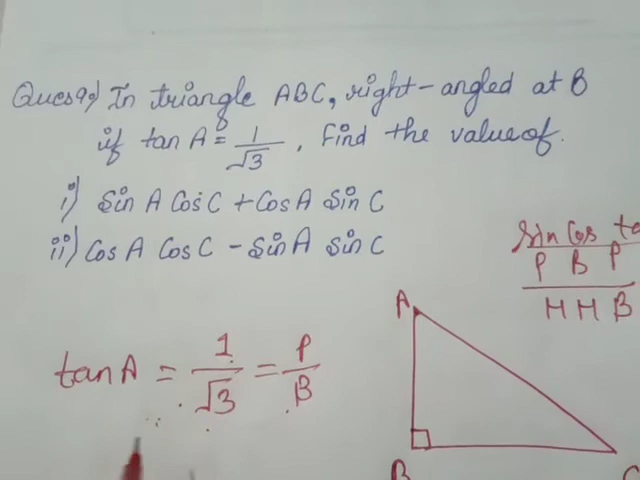 Ques9) In triangle ABC, right-angled at B
if tan A = 1/√3, Find the value of.
i) Sin A Cos C + Cos A Sin C
ii) Cos A Cos C - Sin A Sin C
Sin Cos
P B P
H H B
tan A = 1/√3 = P/B
A
B
C